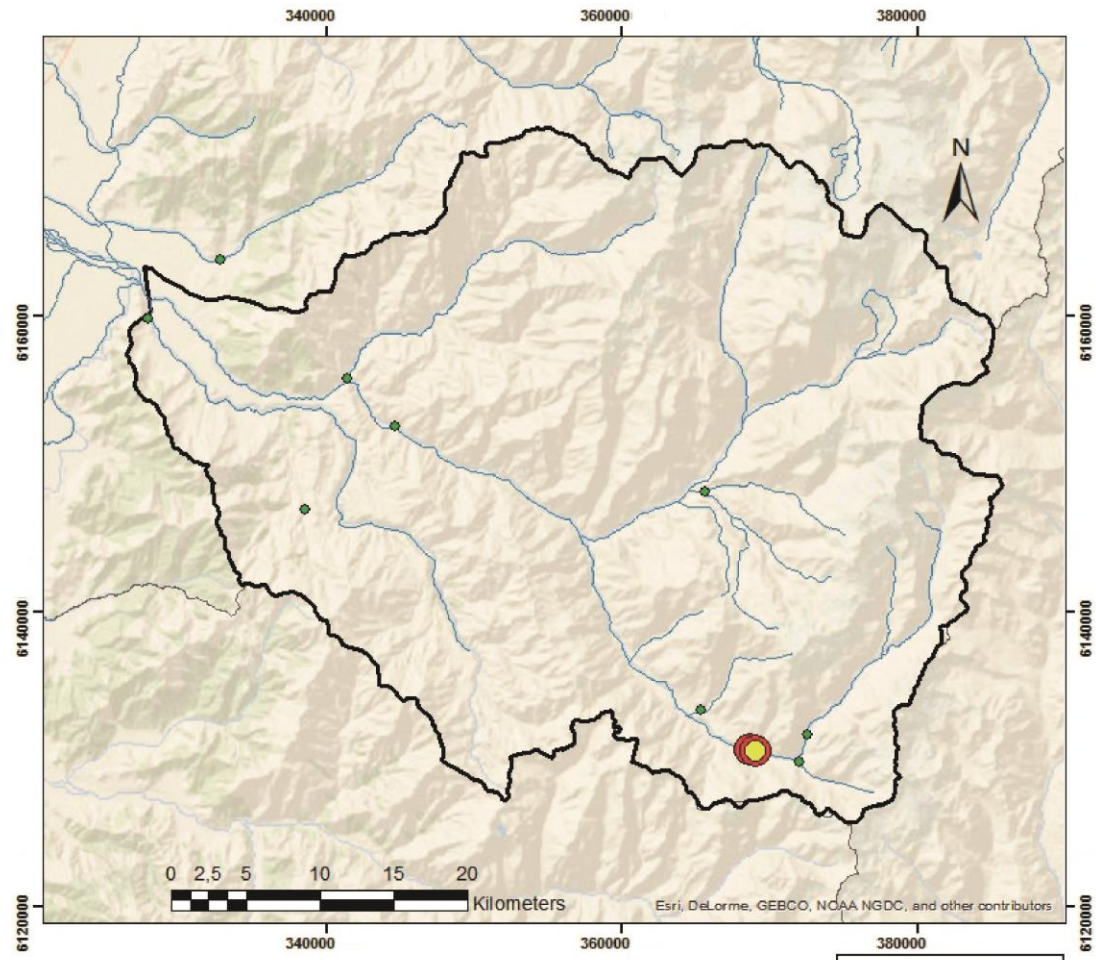 340000 360000 380000
N
6160000 6160000
6140000 6140000
0 2,5 5 10 15 20
Kilometers
Esri, DeLorme, GEBCO, NOAA NGDC, and other contributors
6120000 6120000
340000 360000 380000